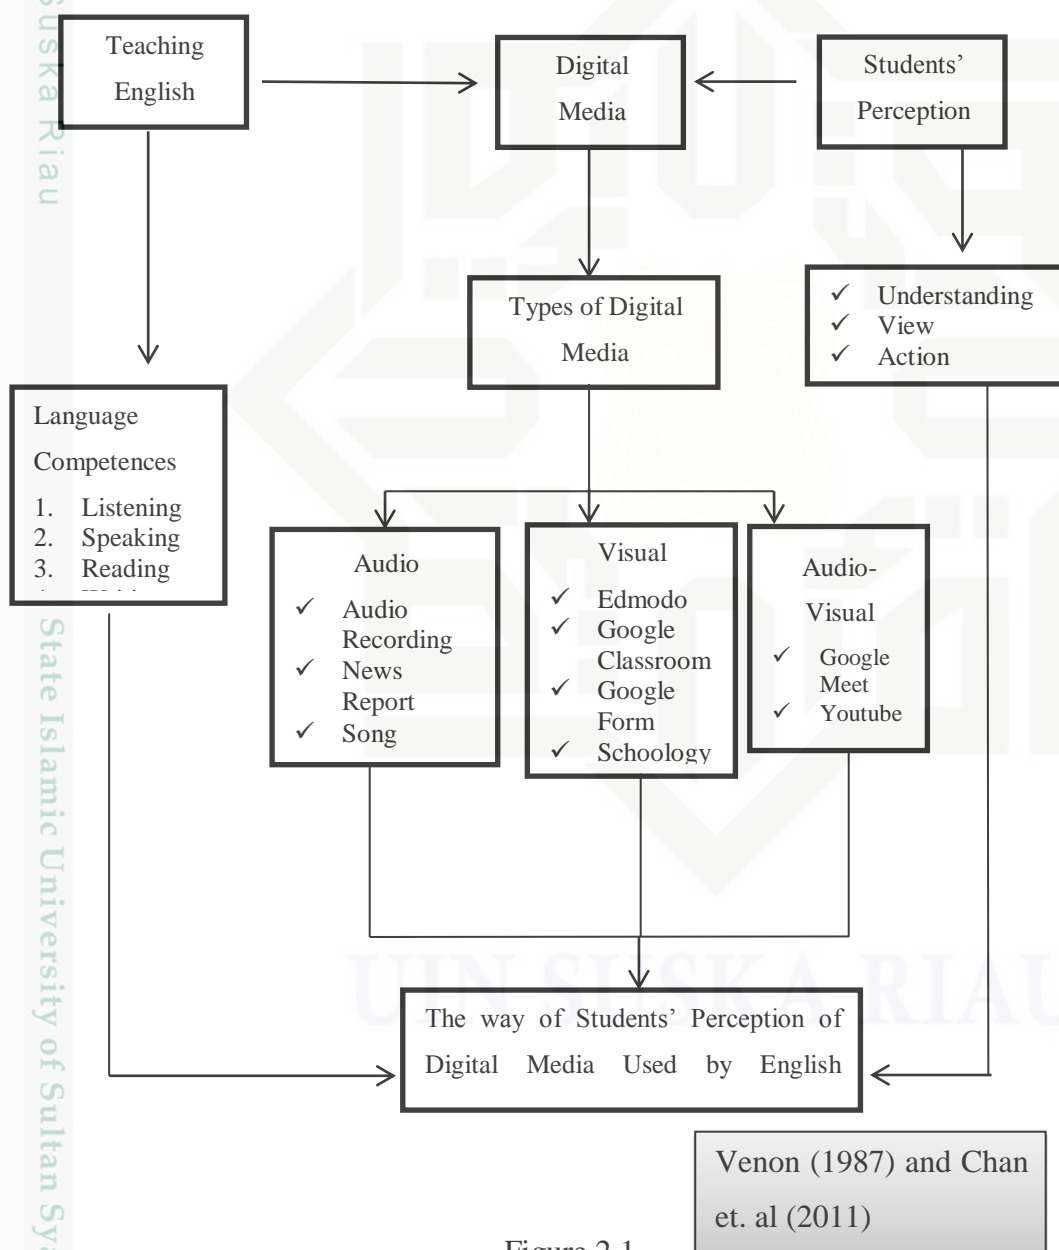 Teaching
English
Digital
Media
Students’
Perception
Types of Digital
Media
✓ Understanding
✓ View
✓ Action
Language
Competences
1. Listening
2. Speaking
3. Reading
Audio
✓ Audio
Recording
✓ News
Report
✓ Song
Visual
✓ Edmodo
✓ Google
Classroom
✓ Google
Form
✓ Schoology
Audio-
Visual
✓ Google
Meet
✓ Youtube
The way of Students’ Perception of
Digital Media Used by English
Venon (1987) and Chan
et. al (2011)
Figure 2.1
UIN SUSKA RIAU
Suska Riau
State Islamic University of Sultan Sya